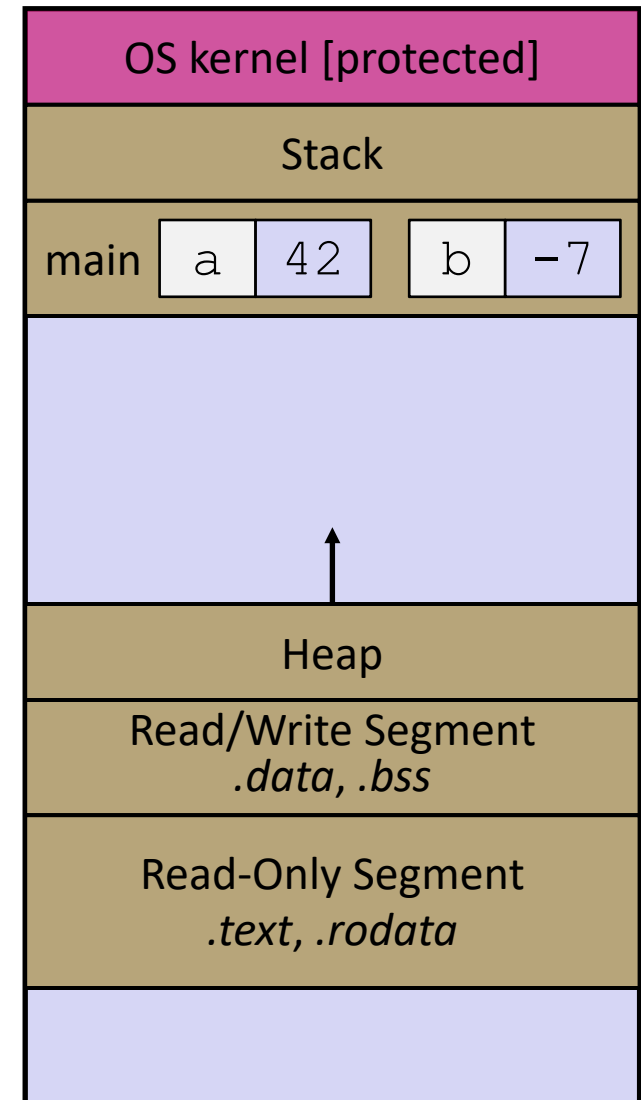 OS kernel [protected]
Stack
main a 42 b -7
Heap
Read/Write Segment
.data, .bss
Read-Only Segment
.text, .rodata